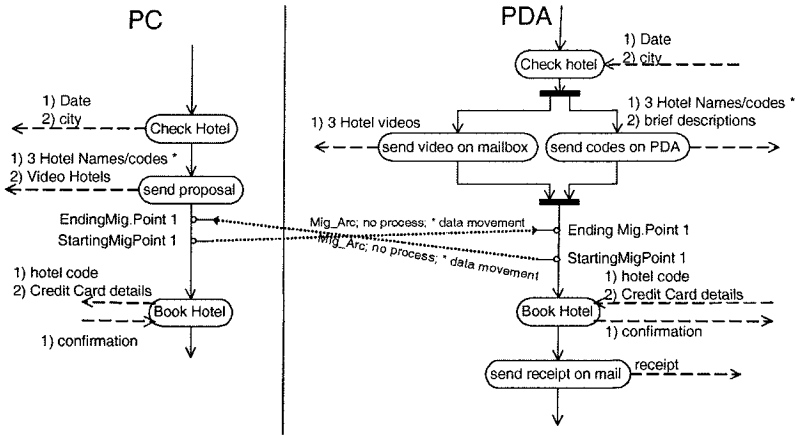 PC
PDA
1) Date
2) city
Check Hotel
1) 3 Hotel Names/codes *
2) Video Hotels
send proposal
EndingMig.Point 1
StartingMigPoint 1
1) hotel code
2) Credit Card details
Book Hotel
1) confirmation
Mig_Arc; no process; * data movement
Mig_Arc; no process; * data movement
1) Date
2) city
Check hotel
1) 3 Hotel videos
send video on mailbox
1) 3 Hotel Names/codes *
2) brief descriptions
send codes on PDA
Ending Mig.Point 1
StartingMigPoint 1
1) hotel code
2) Credit Card details
Book Hotel
1) confirmation
send receipt on mail
receipt